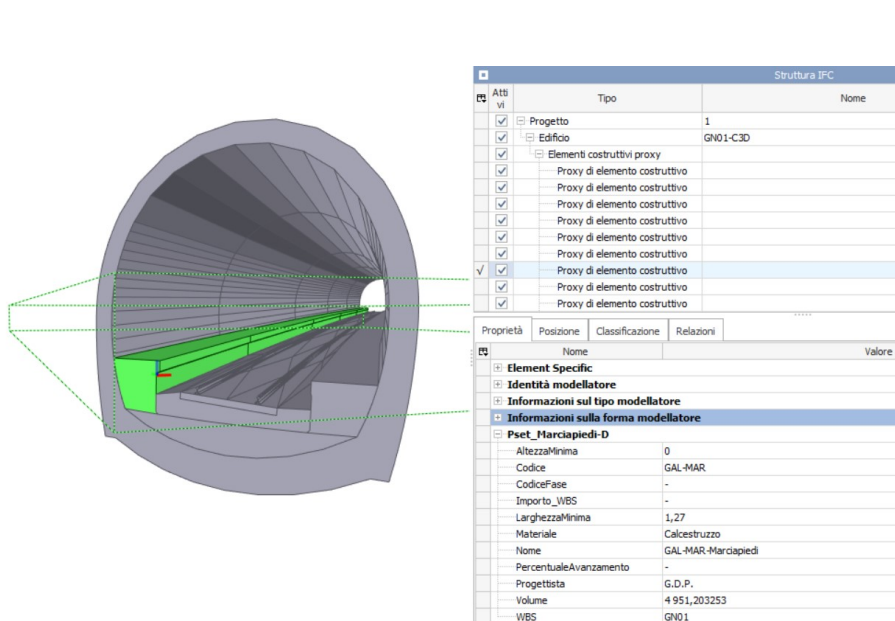 Struttura IFC
Atti vi Tipo Nome
Progetto 1
Edificio GN01-C3D
Elementi costruttivi proxy
Proxy di elemento costruttivo
Proxy di elemento costruttivo
Proxy di elemento costruttivo
Proxy di elemento costruttivo
Proxy di elemento costruttivo
Proxy di elemento costruttivo
√ Proxy di elemento costruttivo
Proxy di elemento costruttivo
Proxy di elemento costruttivo
Proprietà Posizione Classificazione Relazioni
Nome Valore
Element Specific
Identità modellatore
Informazioni sul tipo modellatore
Informazioni sulla forma modellatore
Pset_Marciapiedi-D
AltezzaMinima 0
Codice GAL-MAR
CodiceFase -
Importo_WBS -
LarghezzaMinima 1,27
Materiale Calcestruzzo
Nome GAL-MAR-Marciapiedi
PercentualeAvanzamento -
Progettista G.D.P.
Volume 4 951,203253
WBS GN01